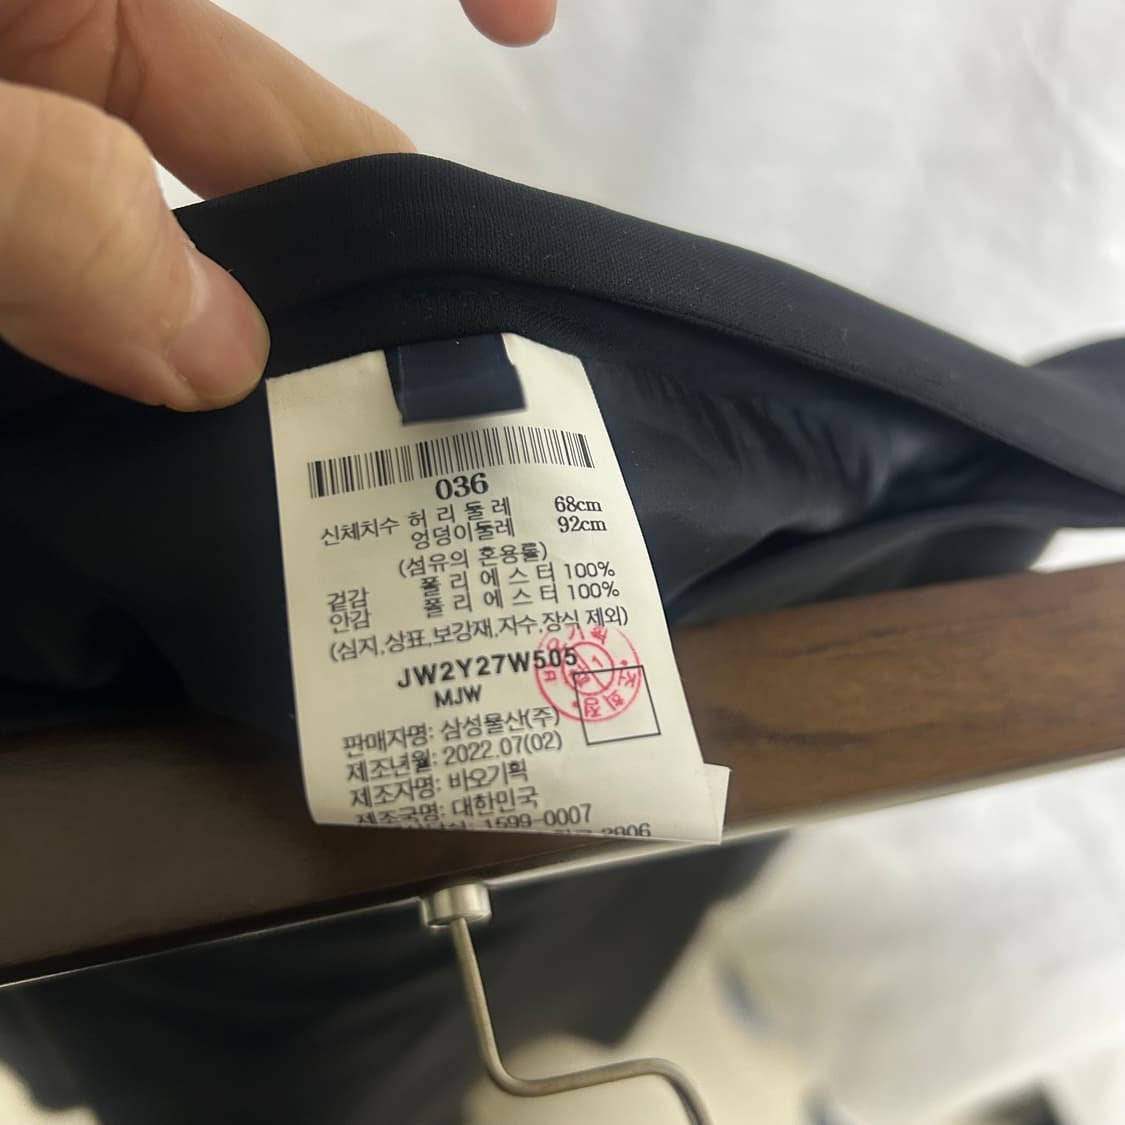 036
신체치수 허 리 둘 레 68cm
엉덩이둘레 92cm
(섬유의 혼용률)
겉감 폴 리 에 스 터 100%
안감 폴 리 에 스 터 100%
(심지,상표,보강재,자수,장식 제외)
JW2Y27W505
MJW
판매자명: 삼성물산(주)
제조년월: 2022.07(02)
제조자명: 바오기획
제조국명: 대한민국
1599-0007